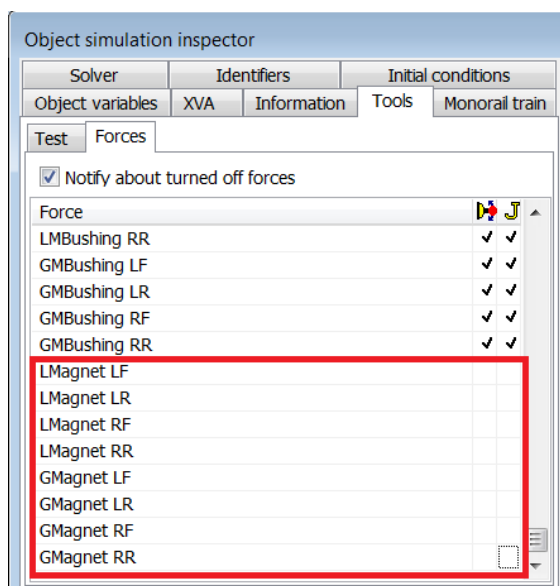 Object simulation inspector
Solver Identifiers Initial conditions
Object variables XVA Information Tools Monorail train
Test Forces
Notify about turned off forces
Force J
LMBushing RR
GMBushing LF
GMBushing LR
GMBushing RF
GMBushing RR
LMagnet LF
LMagnet LR
LMagnet RF
LMagnet RR
GMagnet LF
GMagnet LR
GMagnet RF
GMagnet RR